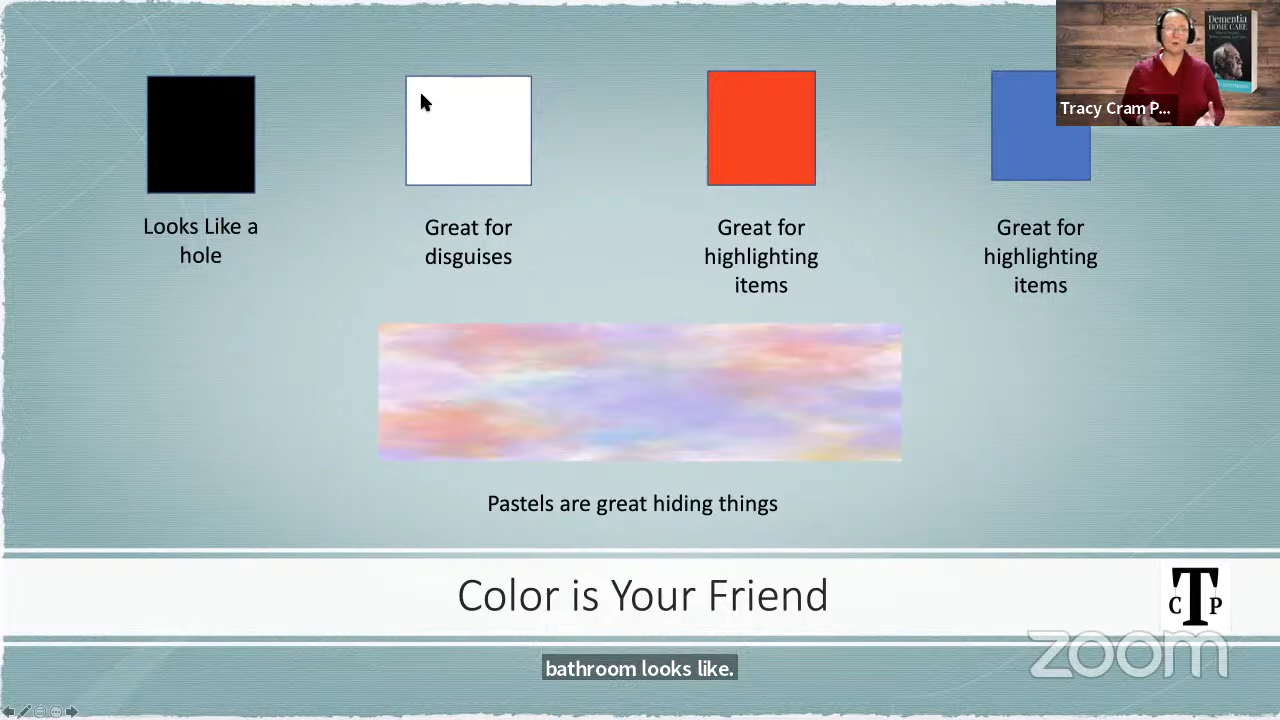 Dementia
HOME CARE
Tracy Cram P...
Looks Like a
hole
Great for
disguises
Great for
highlighting
items
Great for
highlighting
items
Pastels are great hiding things
Color is Your Friend
CTP
zoom
bathroom looks like.